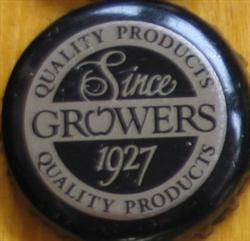 QUALITY PRODUCTS
Since
GROWERS
1927
QUALITY PRODUCTS